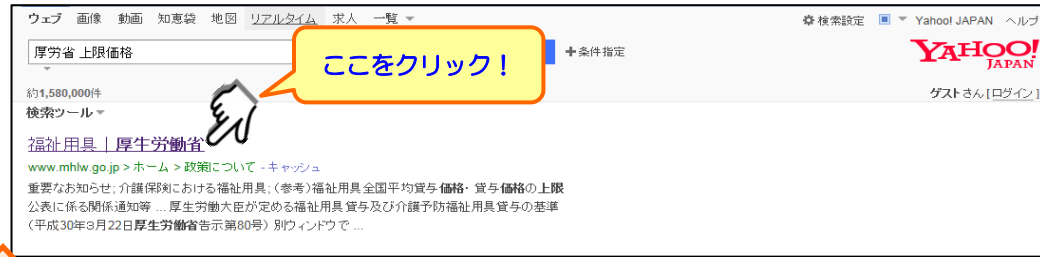 ウェブ 画像 動画 知恵袋 地図 リアルタイム 求人 一覧 検索設定 Yahoo! JAPAN ヘルプ
厚労省 上限価格 ここをクリック！ +条件指定 YAHOO! JAPAN
約1,580,000件 ゲストさん [ログイン]
検索ツール
福祉用具 | 厚生労働省
www.mhlw.go.jp > ホーム > 政策について - キャッシュ
重要なお知らせ; 介護保険における福祉用具; (参考)福祉用具全国平均貸与価格・貸与価格の上限
公表に係る関係通知等 ... 厚生労働大臣が定める福祉用具貸与及び介護予防福祉用具貸与の基準
(平成30年3月22日厚生労働省告示第80号) 別ウィンドウで ...